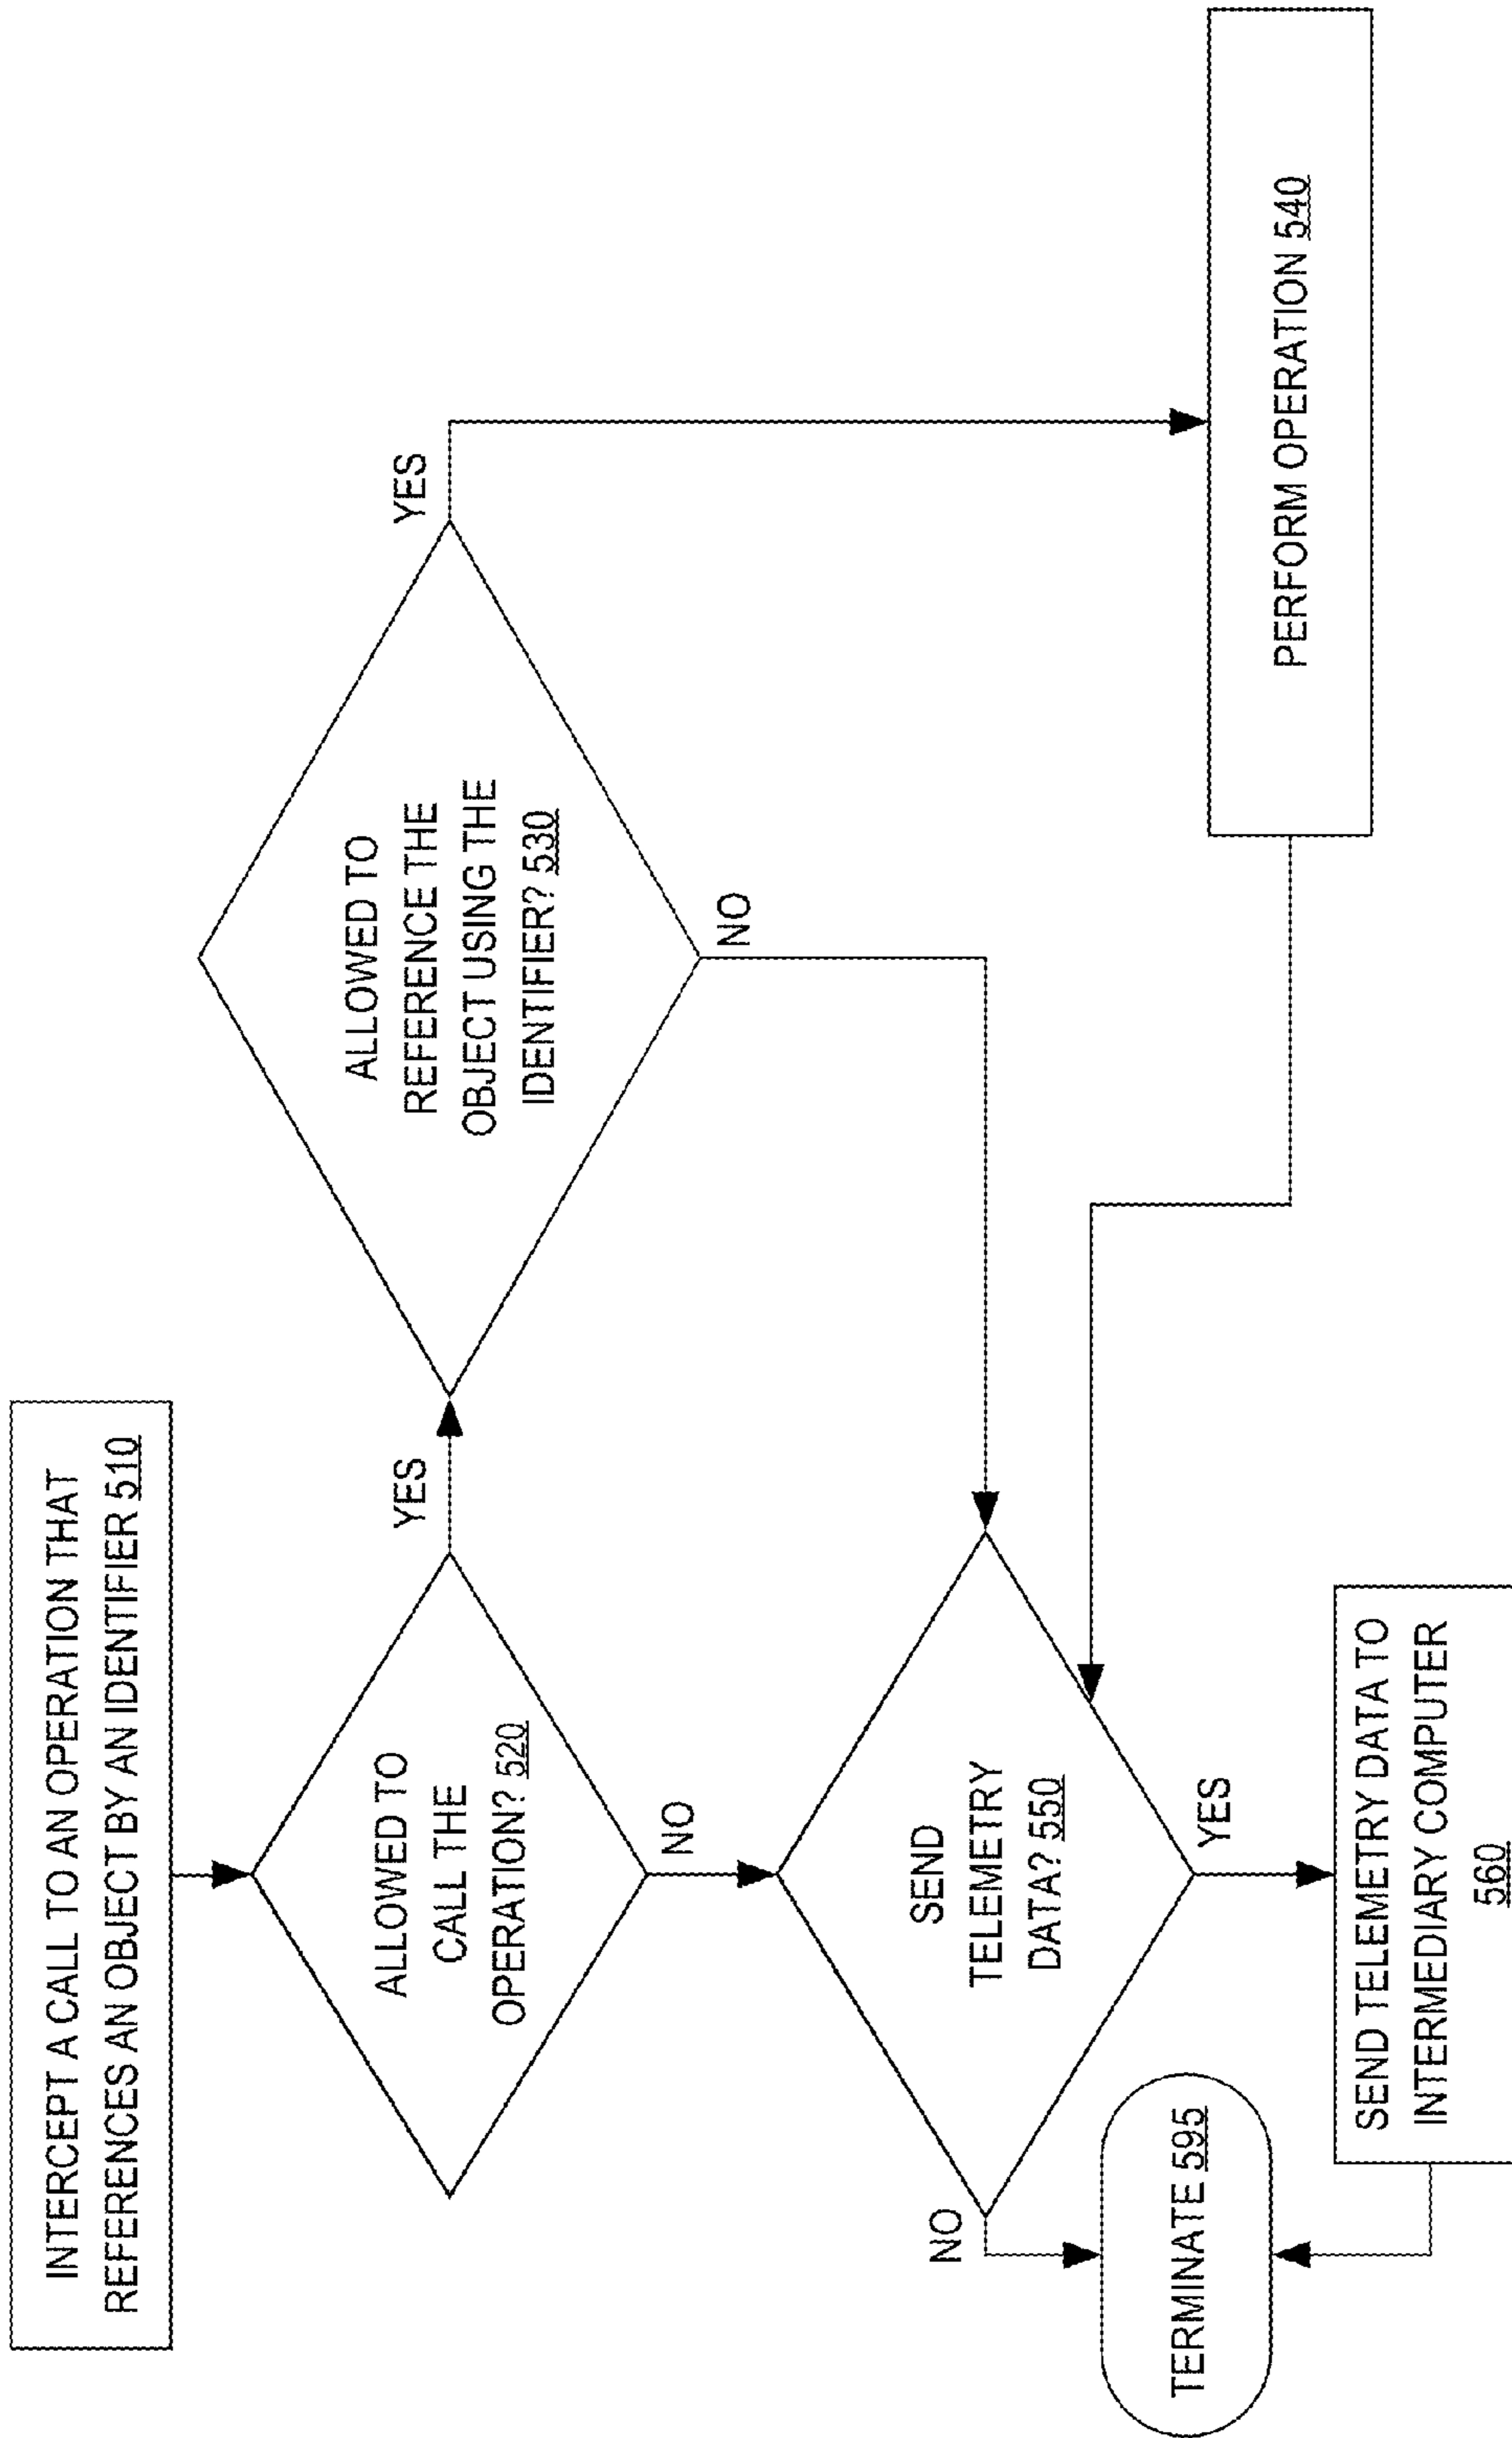 INTERCEPT A CALL TO AN OPERATION THAT
REFERENCES AN OBJECT BY AN IDENTIFIER 510
ALLOWED TO
CALL THE
OPERATION? 520
YES
NO
ALLOWED TO
REFERENCE THE
OBJECT USING THE
IDENTIFIER? 530
YES
NO
SEND
TELEMETRY
DATA? 550
NO
YES
PERFORM OPERATION 540
TERMINATE 595
SEND TELEMETRY DATA TO
INTERMEDIARY COMPUTER
560